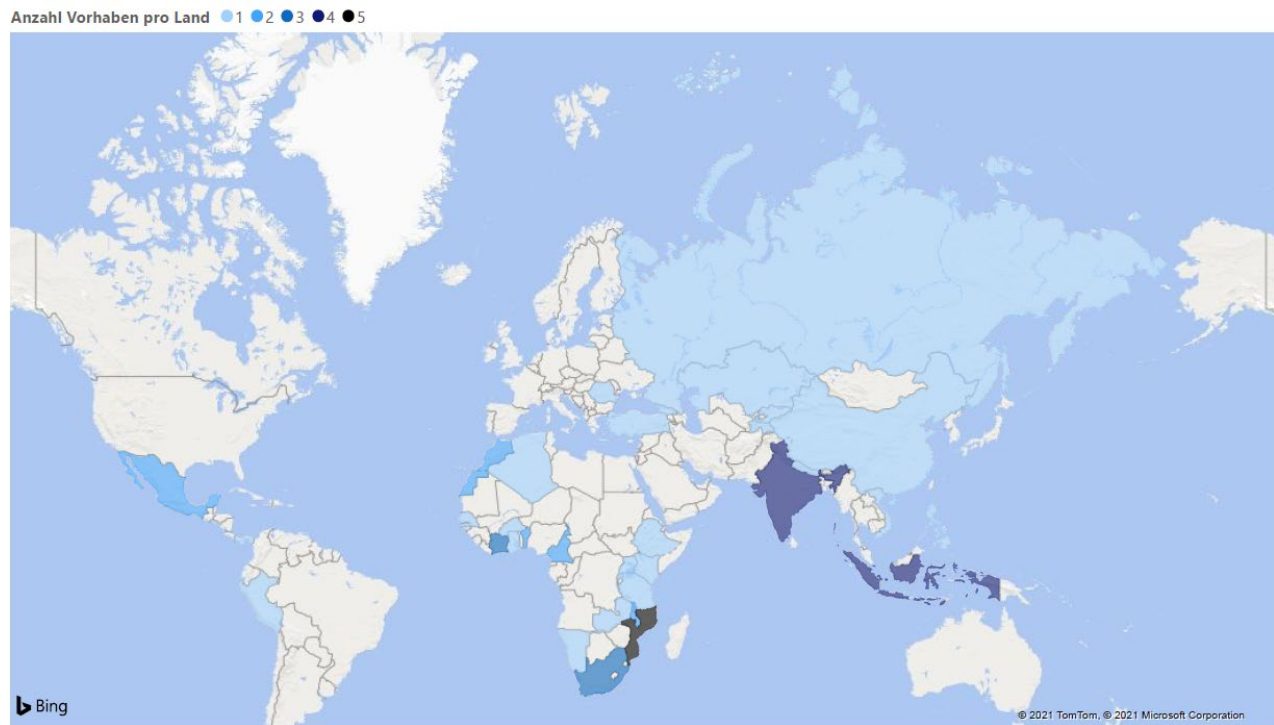 Anzahl Vorhaben pro Land 1 2 3 4 5
Bing
© 2021 TomTom, © 2021 Microsoft Corporation